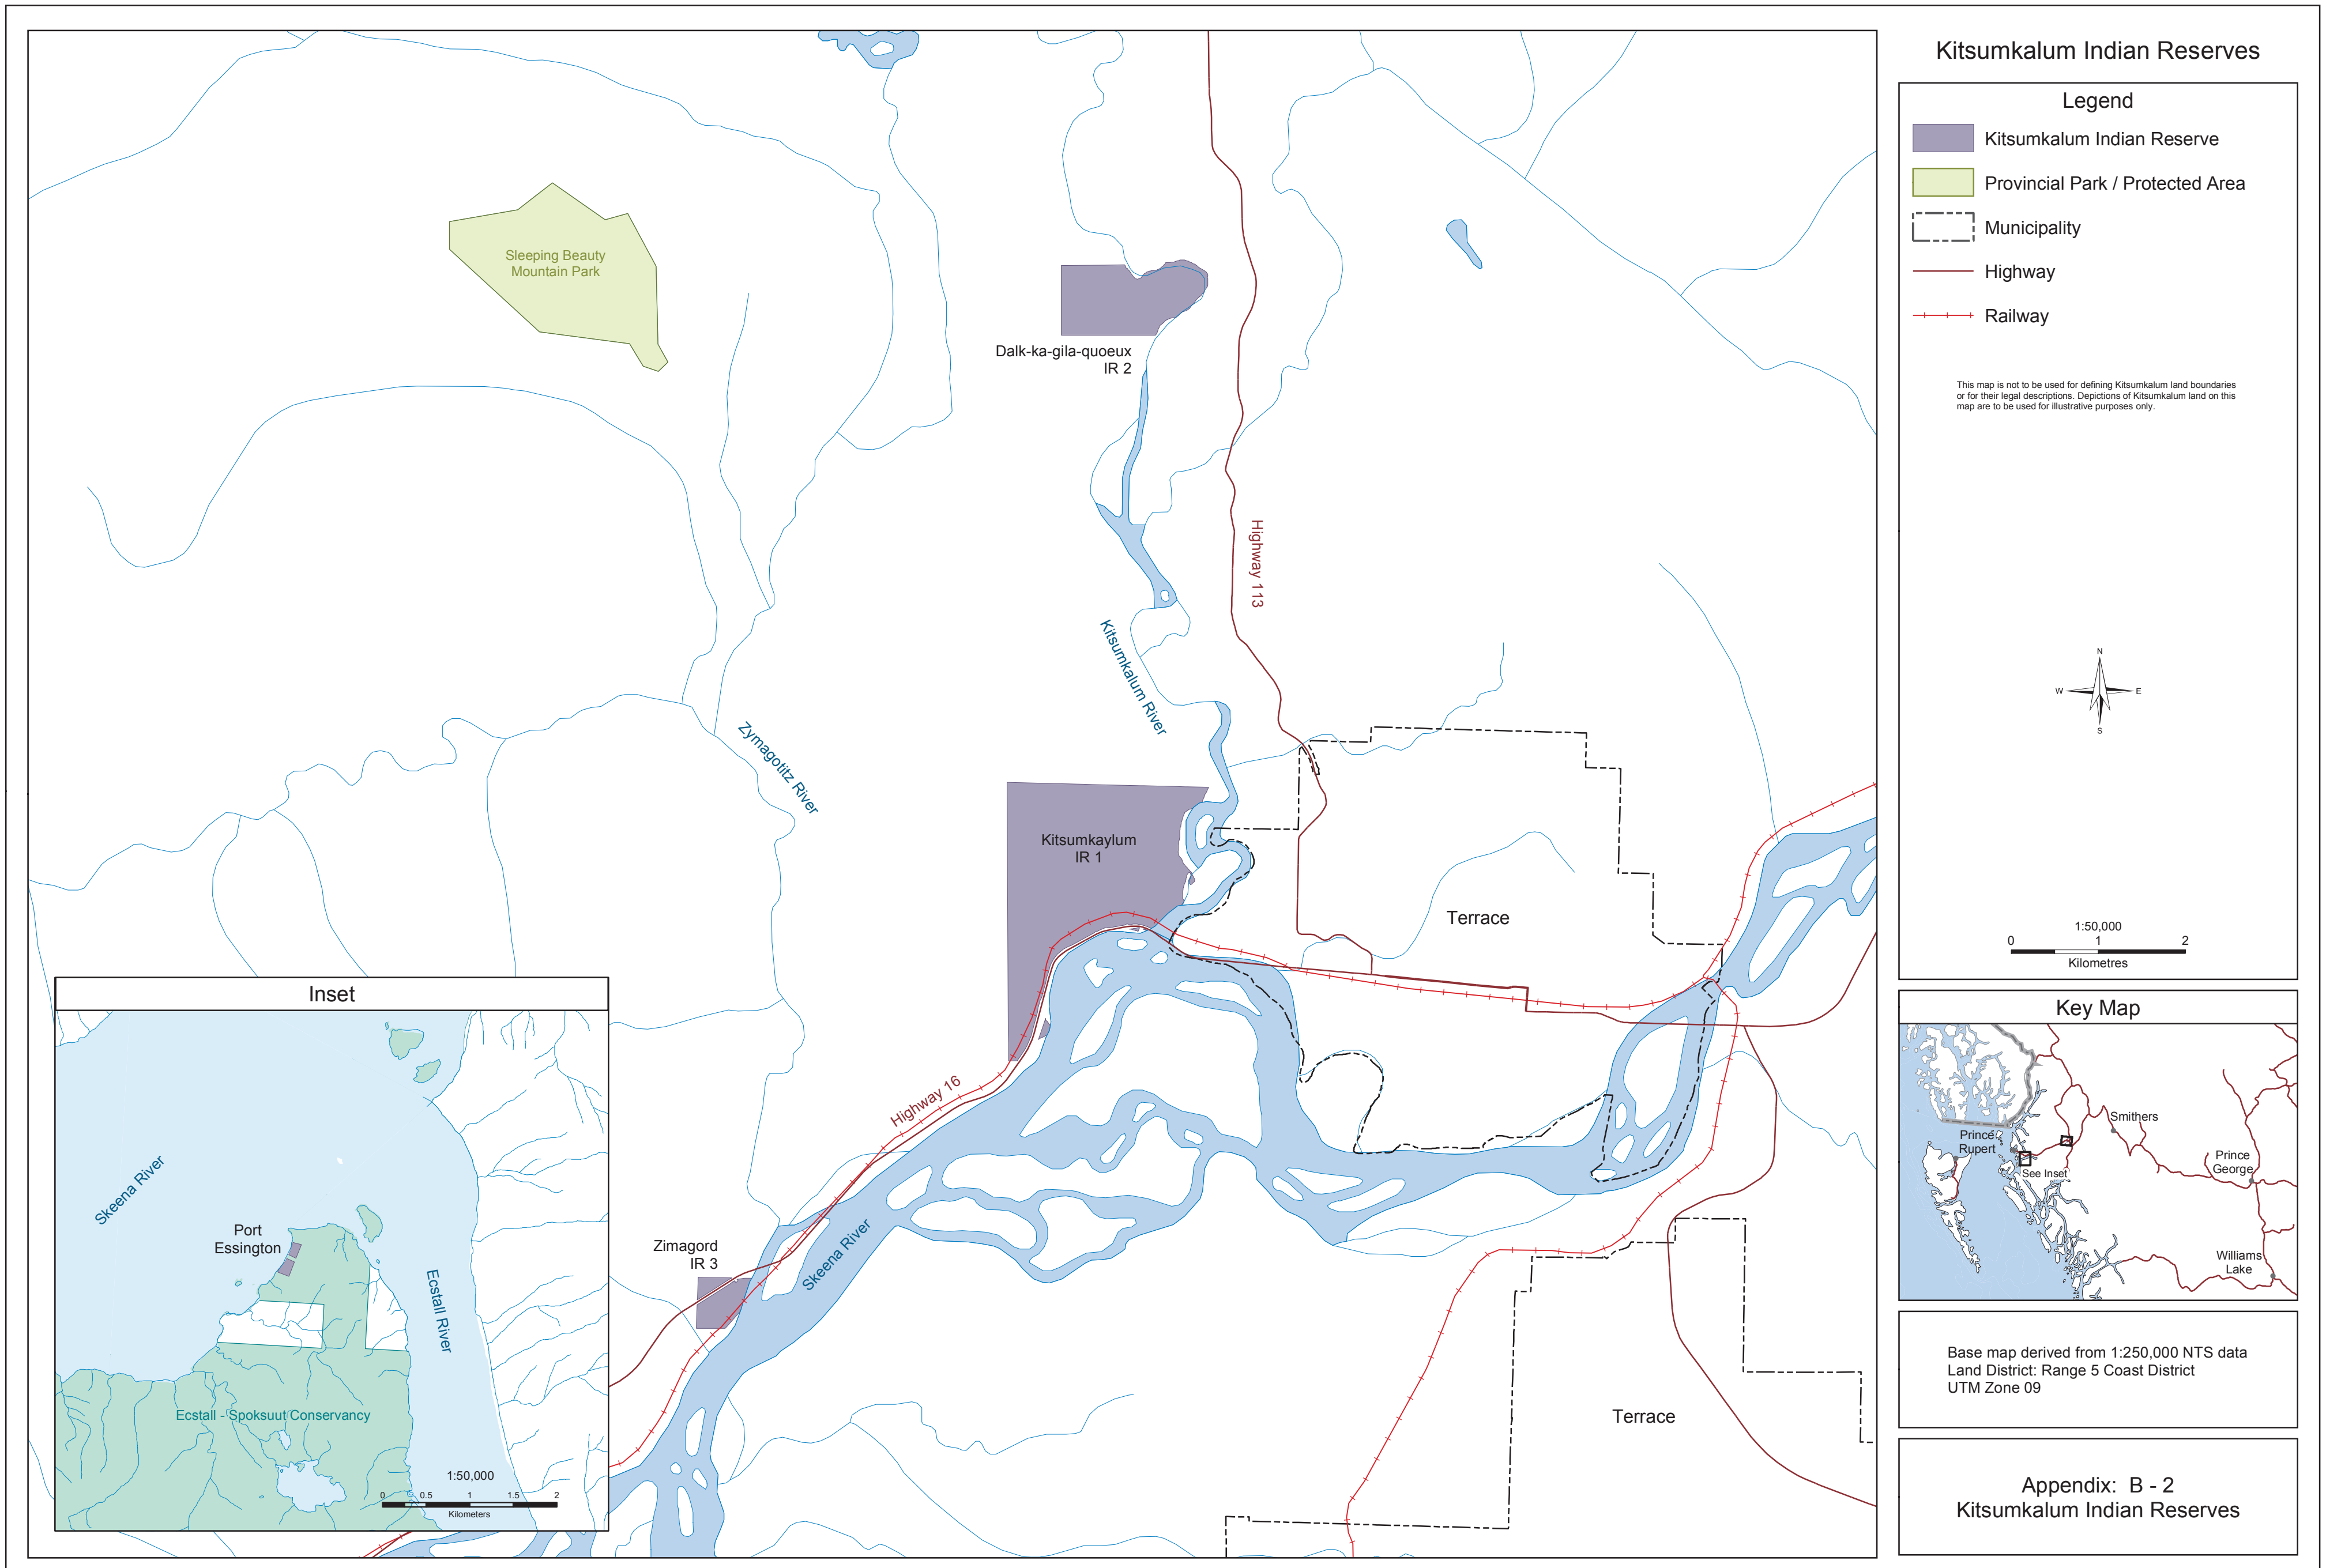 Kitsumkalum Indian Reserves
Legend
Kitsumkalum Indian Reserve
Provincial Park / Protected Area
Municipality
Highway
Railway
This map is not to be used for defining Kitsumkalum land boundaries
or for their legal descriptions. Depictions of Kitsumkalum land on this
map are to be used for illustrative purposes only.
N
W
E
S
1:50,000
0 1 2
Kilometres
Sleeping Beauty
Mountain Park
Dalk-ka-gila-quoeux
IR 2
Highway 113
Kitsumkalum River
Zymagotitz River
Kitsumkaylum
IR 1
Terrace
Highway 16
Skeena River
Zimagord
IR 3
Terrace
Inset
Skeena River
Port
Essington
Ecstall River
Ecstall - Spoksuut Conservancy
1:50,000
0 0.5 1 1.5 2
Kilometers
Key Map
Smithers
Prince
Rupert
See Inset
Prince
George
Williams
Lake
Base map derived from 1:250,000 NTS data
Land District: Range 5 Coast District
UTM Zone 09
Appendix: B - 2
Kitsumkalum Indian Reserves